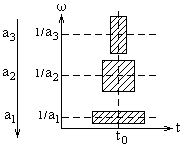 ω
a₃ 1/a₃
a₂ 1/a₂
a₁ 1/a₁
t₀ t